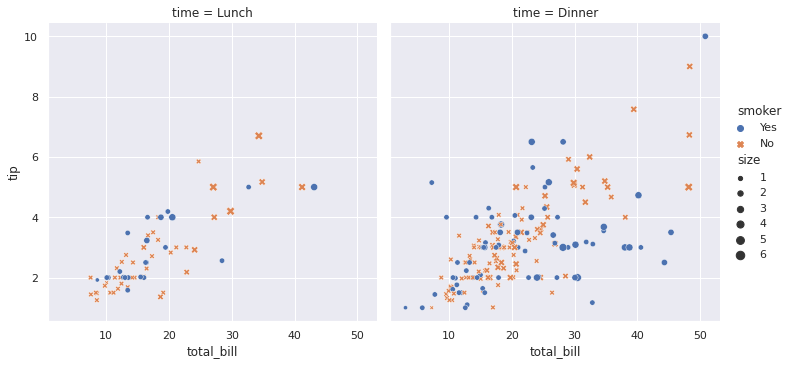 time = Lunch
time = Dinner
10
8
6
4
2
tip
10
20
30
40
50
total_bill
10
20
30
40
50
total_bill
smoker
Yes
No
size
1
2
3
4
5
6